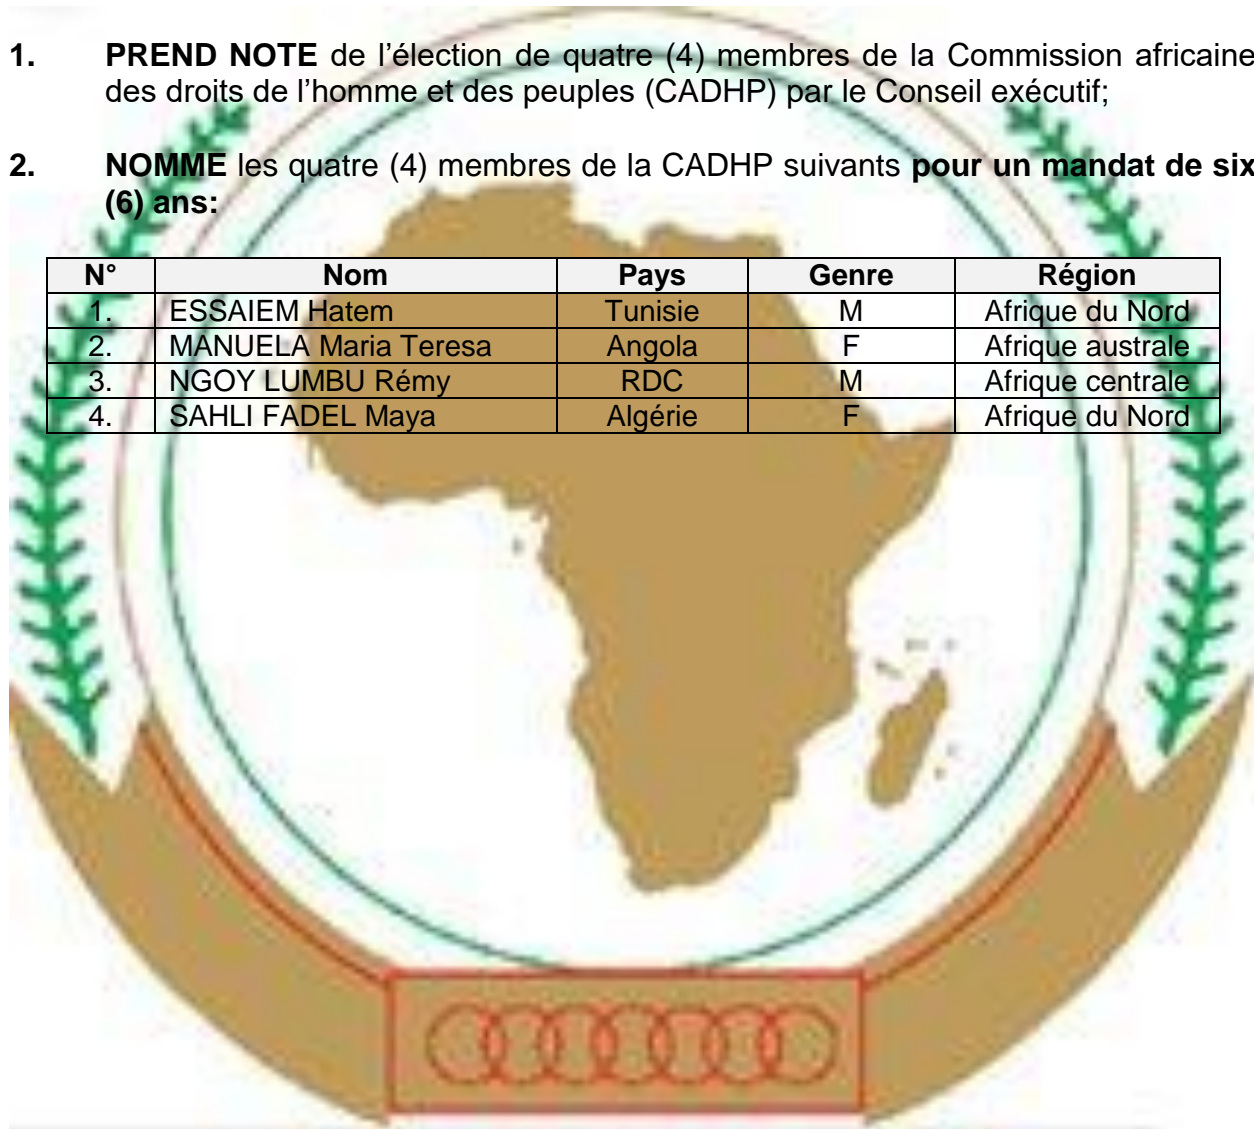 1. PREND NOTE de l'élection de quatre (4) membres de la Commission africaine
des droits de l'homme et des peuples (CADHP) par le Conseil exécutif;
2. NOMME les quatre (4) membres de la CADHP suivants pour un mandat de six
(6) ans:
N° Nom Pays Genre Région
1. ESSAIEM Hatem Tunisie M Afrique du Nord
2. MANUELA Maria Teresa Angola F Afrique australe
3. NGOY LUMBU Rémy RDC M Afrique centrale
4. SAHLI FADEL Maya Algérie F Afrique du Nord